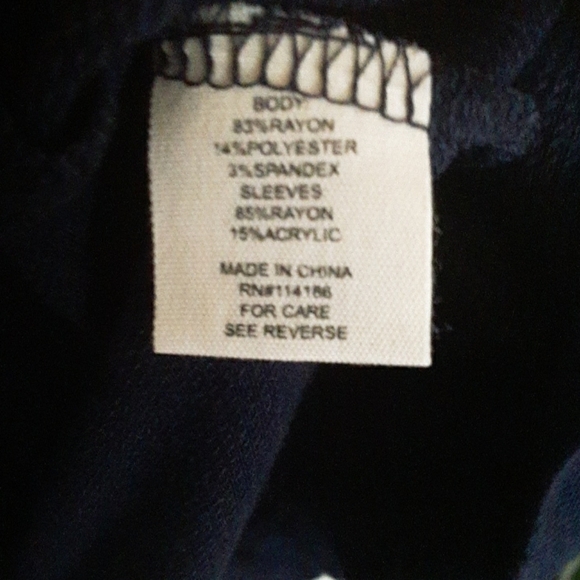 BODY:
83%RAYON
14%POLYESTER
3%SPANDEX
SLEEVES
85%RAYON
15%ACRYLIC
MADE IN CHINA
RN#114186
FOR CARE
SEE REVERSE